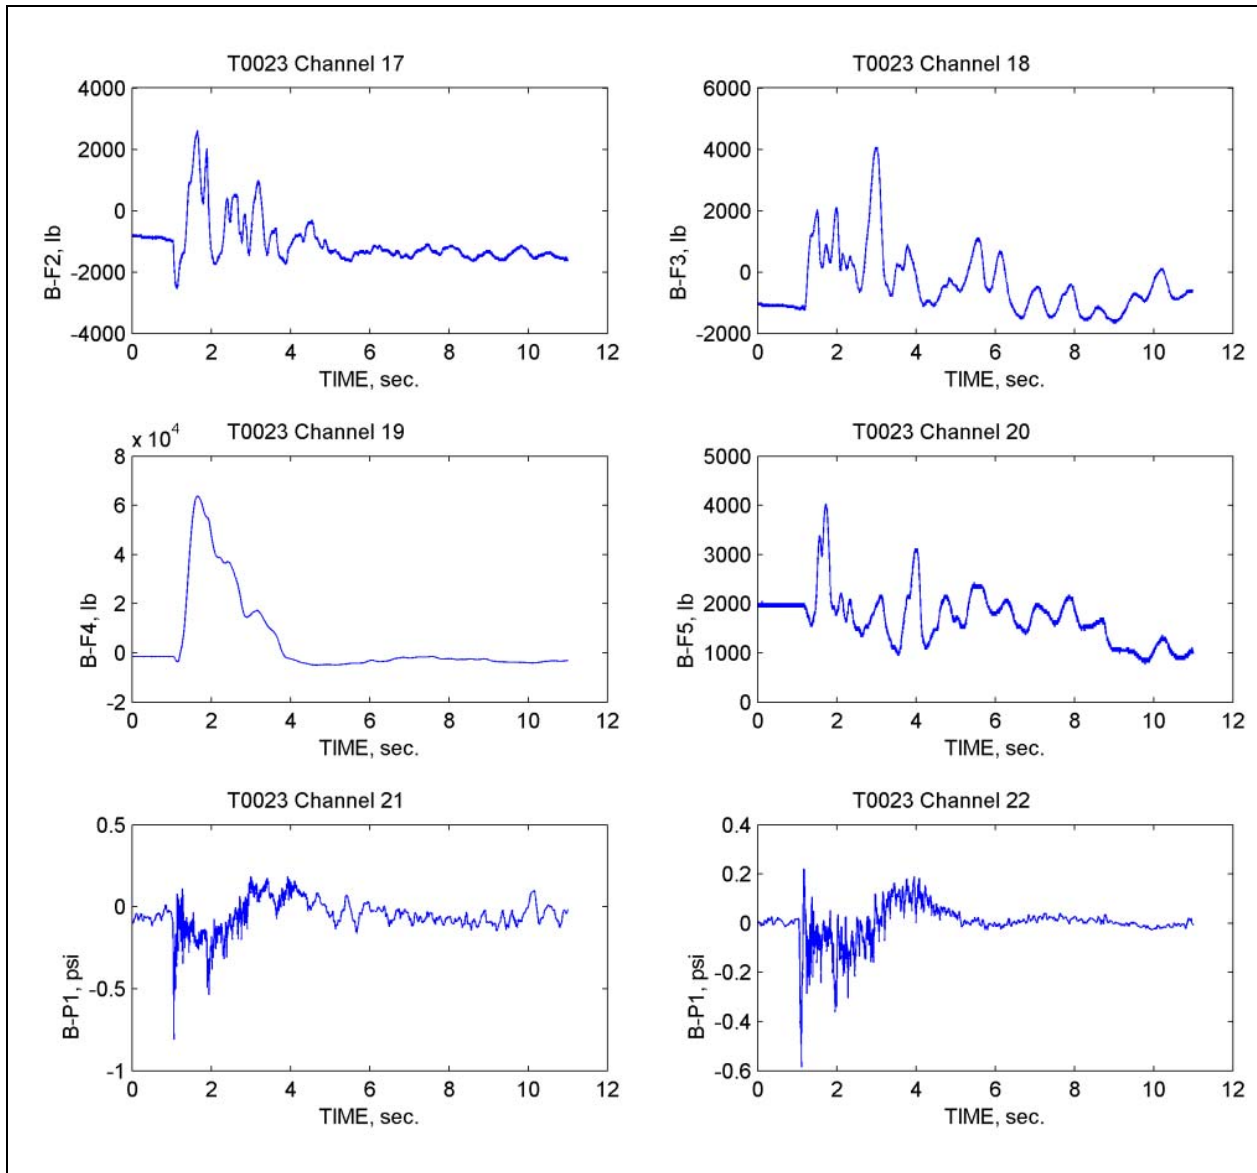 T0023 Channel 17
4000
2000
0
-2000
-4000
B-F2, lb
0 2 4 6 8 10 12
TIME, sec.
T0023 Channel 18
6000
4000
2000
0
-2000
B-F3, lb
0 2 4 6 8 10 12
TIME, sec.
T0023 Channel 19
x 10^4
8
6
4
2
0
-2
B-F4, lb
0 2 4 6 8 10 12
TIME, sec.
T0023 Channel 20
5000
4000
3000
2000
1000
0
B-F5, lb
0 2 4 6 8 10 12
TIME, sec.
T0023 Channel 21
0.5
0
-0.5
-1
B-P1, psi
0 2 4 6 8 10 12
TIME, sec.
T0023 Channel 22
0.4
0.2
0
-0.2
-0.4
-0.6
B-P1, psi
0 2 4 6 8 10 12
TIME, sec.